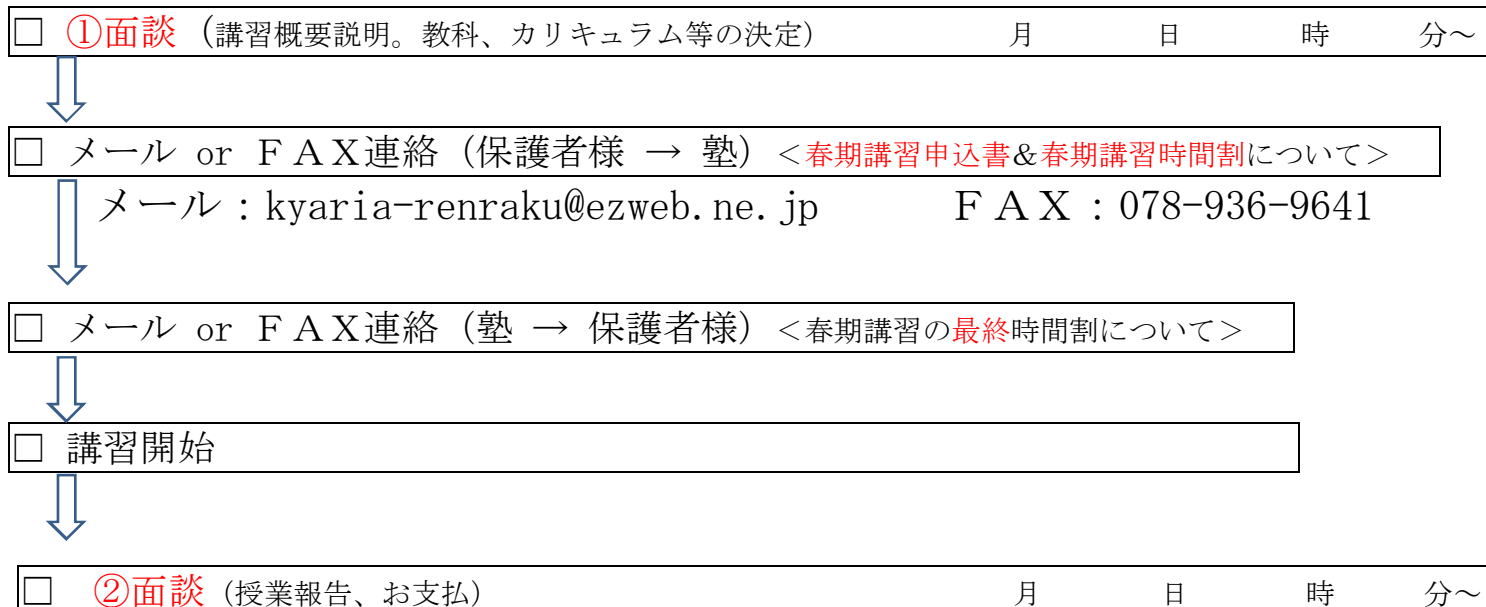 □ ①面談（講習概要説明。教科、カリキュラム等の決定） 月 日 時 分～
□ メール or ＦＡＸ連絡（保護者様 → 塾）＜春期講習申込書＆春期講習時間割について＞
メール：kyaria-renraku@ezweb.ne.jp ＦＡＸ：078-936-9641
□ メール or ＦＡＸ連絡（塾 → 保護者様）＜春期講習の最終時間割について＞
□ 講習開始
□ ②面談（授業報告、お支払） 月 日 時 分～